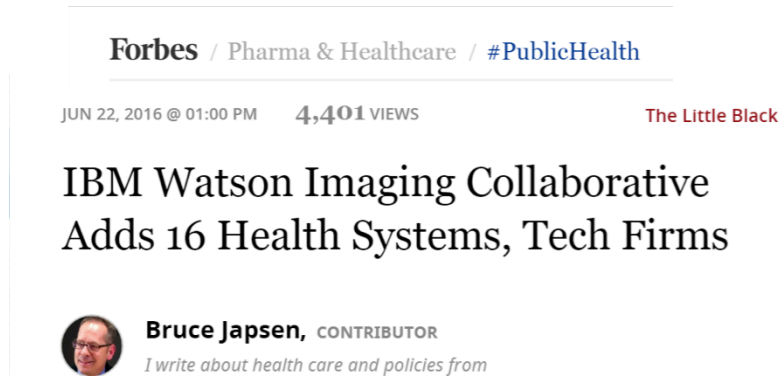 Forbes / Pharma & Healthcare / #PublicHealth
JUN 22, 2016 @ 01:00 PM 4,401 VIEWS The Little Black
IBM Watson Imaging Collaborative
Adds 16 Health Systems, Tech Firms
Bruce Japsen, CONTRIBUTOR
I write about health care and policies from